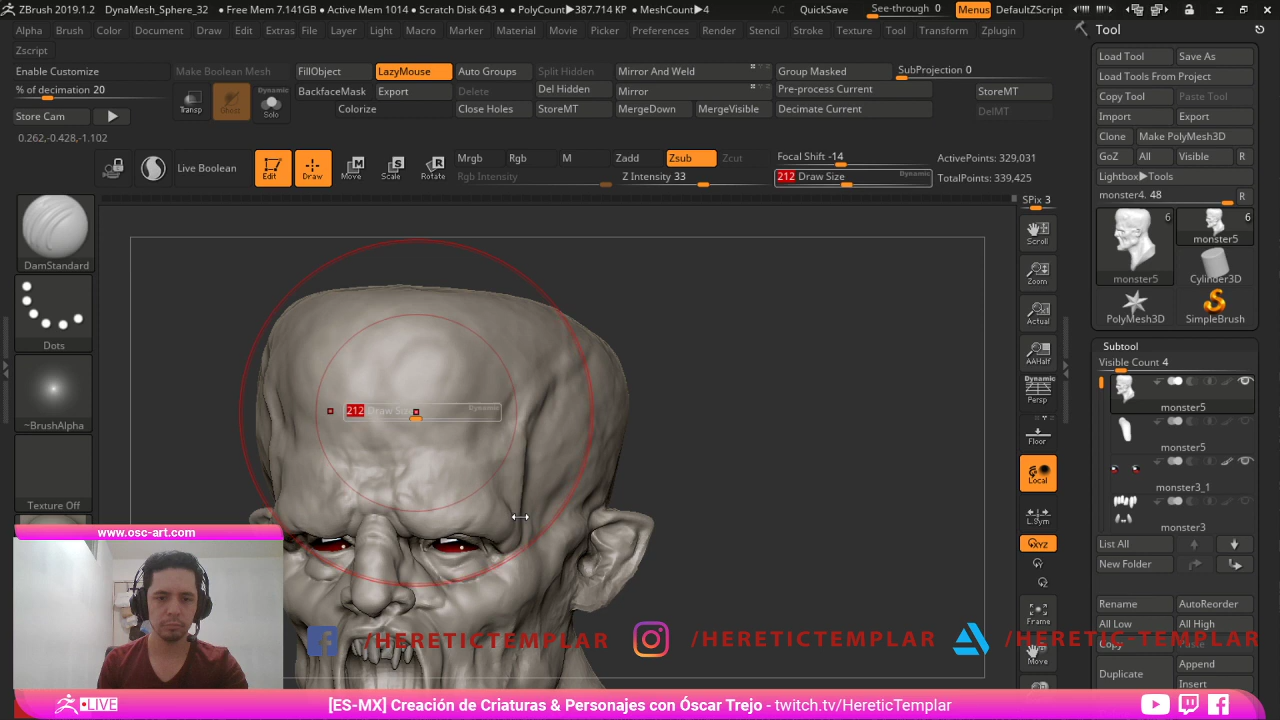 ZBrush 2019.1.2 DynaMesh_Sphere_32 • Free Mem 7.141GB • Active Mem 1014 • Scratch Disk 643 • PolyCount▶387.714 KP • MeshCount▶4 AC QuickSave See-through 0 Menus DefaultZScript
Alpha Brush Color Document Draw Edit Extras File Layer Light Macro Marker Material Movie Picker Preferences Render Stencil Stroke Texture Tool Transform Zplugin
Zscript
Enable Customize
% of decimation 20
Store Cam
Transp
Ghost
Dynamic
Solo
Make Boolean Mesh
FillObject
BackfaceMask
Colorize
LazyMouse
Export
Auto Groups
Delete
Close Holes
Split Hidden
Del Hidden
StoreMT
Mirror And Weld
Mirror
MergeDown
MergeVisible
Group Masked
Pre-process Current
Decimate Current
SubProjection 0
StoreMT
DelMT
0.262,-0.428,-1.102
Live Boolean
Edit
Draw
Move
Scale
Rotate
Mrgb
Rgb
M
Rgb Intensity
Zadd
Zsub
Zcut
Z Intensity 33
Focal Shift -14
212 Draw Size
Dynamic
ActivePoints: 329,031
TotalPoints: 339,425
DamStandard
Dots
~BrushAlpha
Texture Off
212 Draw Size
Dynamic
SPix 3
Scroll
Zoom
Actual
AAHalf
Dynamic
Persp
Floor
Local
L.Sym
XYZ
Frame
Move
Tool
Load Tool
Save As
Load Tools From Project
Copy Tool
Paste Tool
Import
Export
Clone
Make PolyMesh3D
GoZ
All
Visible
R
Lightbox▶Tools
monster4. 48
R
6
6
monster5
monster5
Cylinder3D
PolyMesh3D
SimpleBrush
Subtool
Visible Count 4
monster5
monster5
monster3_1
monster3
List All
New Folder
Rename
AutoReorder
All Low
All High
Copy
Paste
Duplicate
Append
Insert
www.osc-art.com
/HERETICTEMPLAR
/HERETICTEMPLAR
/HERETIC-TEMPLAR
LIVE
[ES-MX] Creación de Criaturas & Personajes con Óscar Trejo - twitch.tv/HereticTemplar